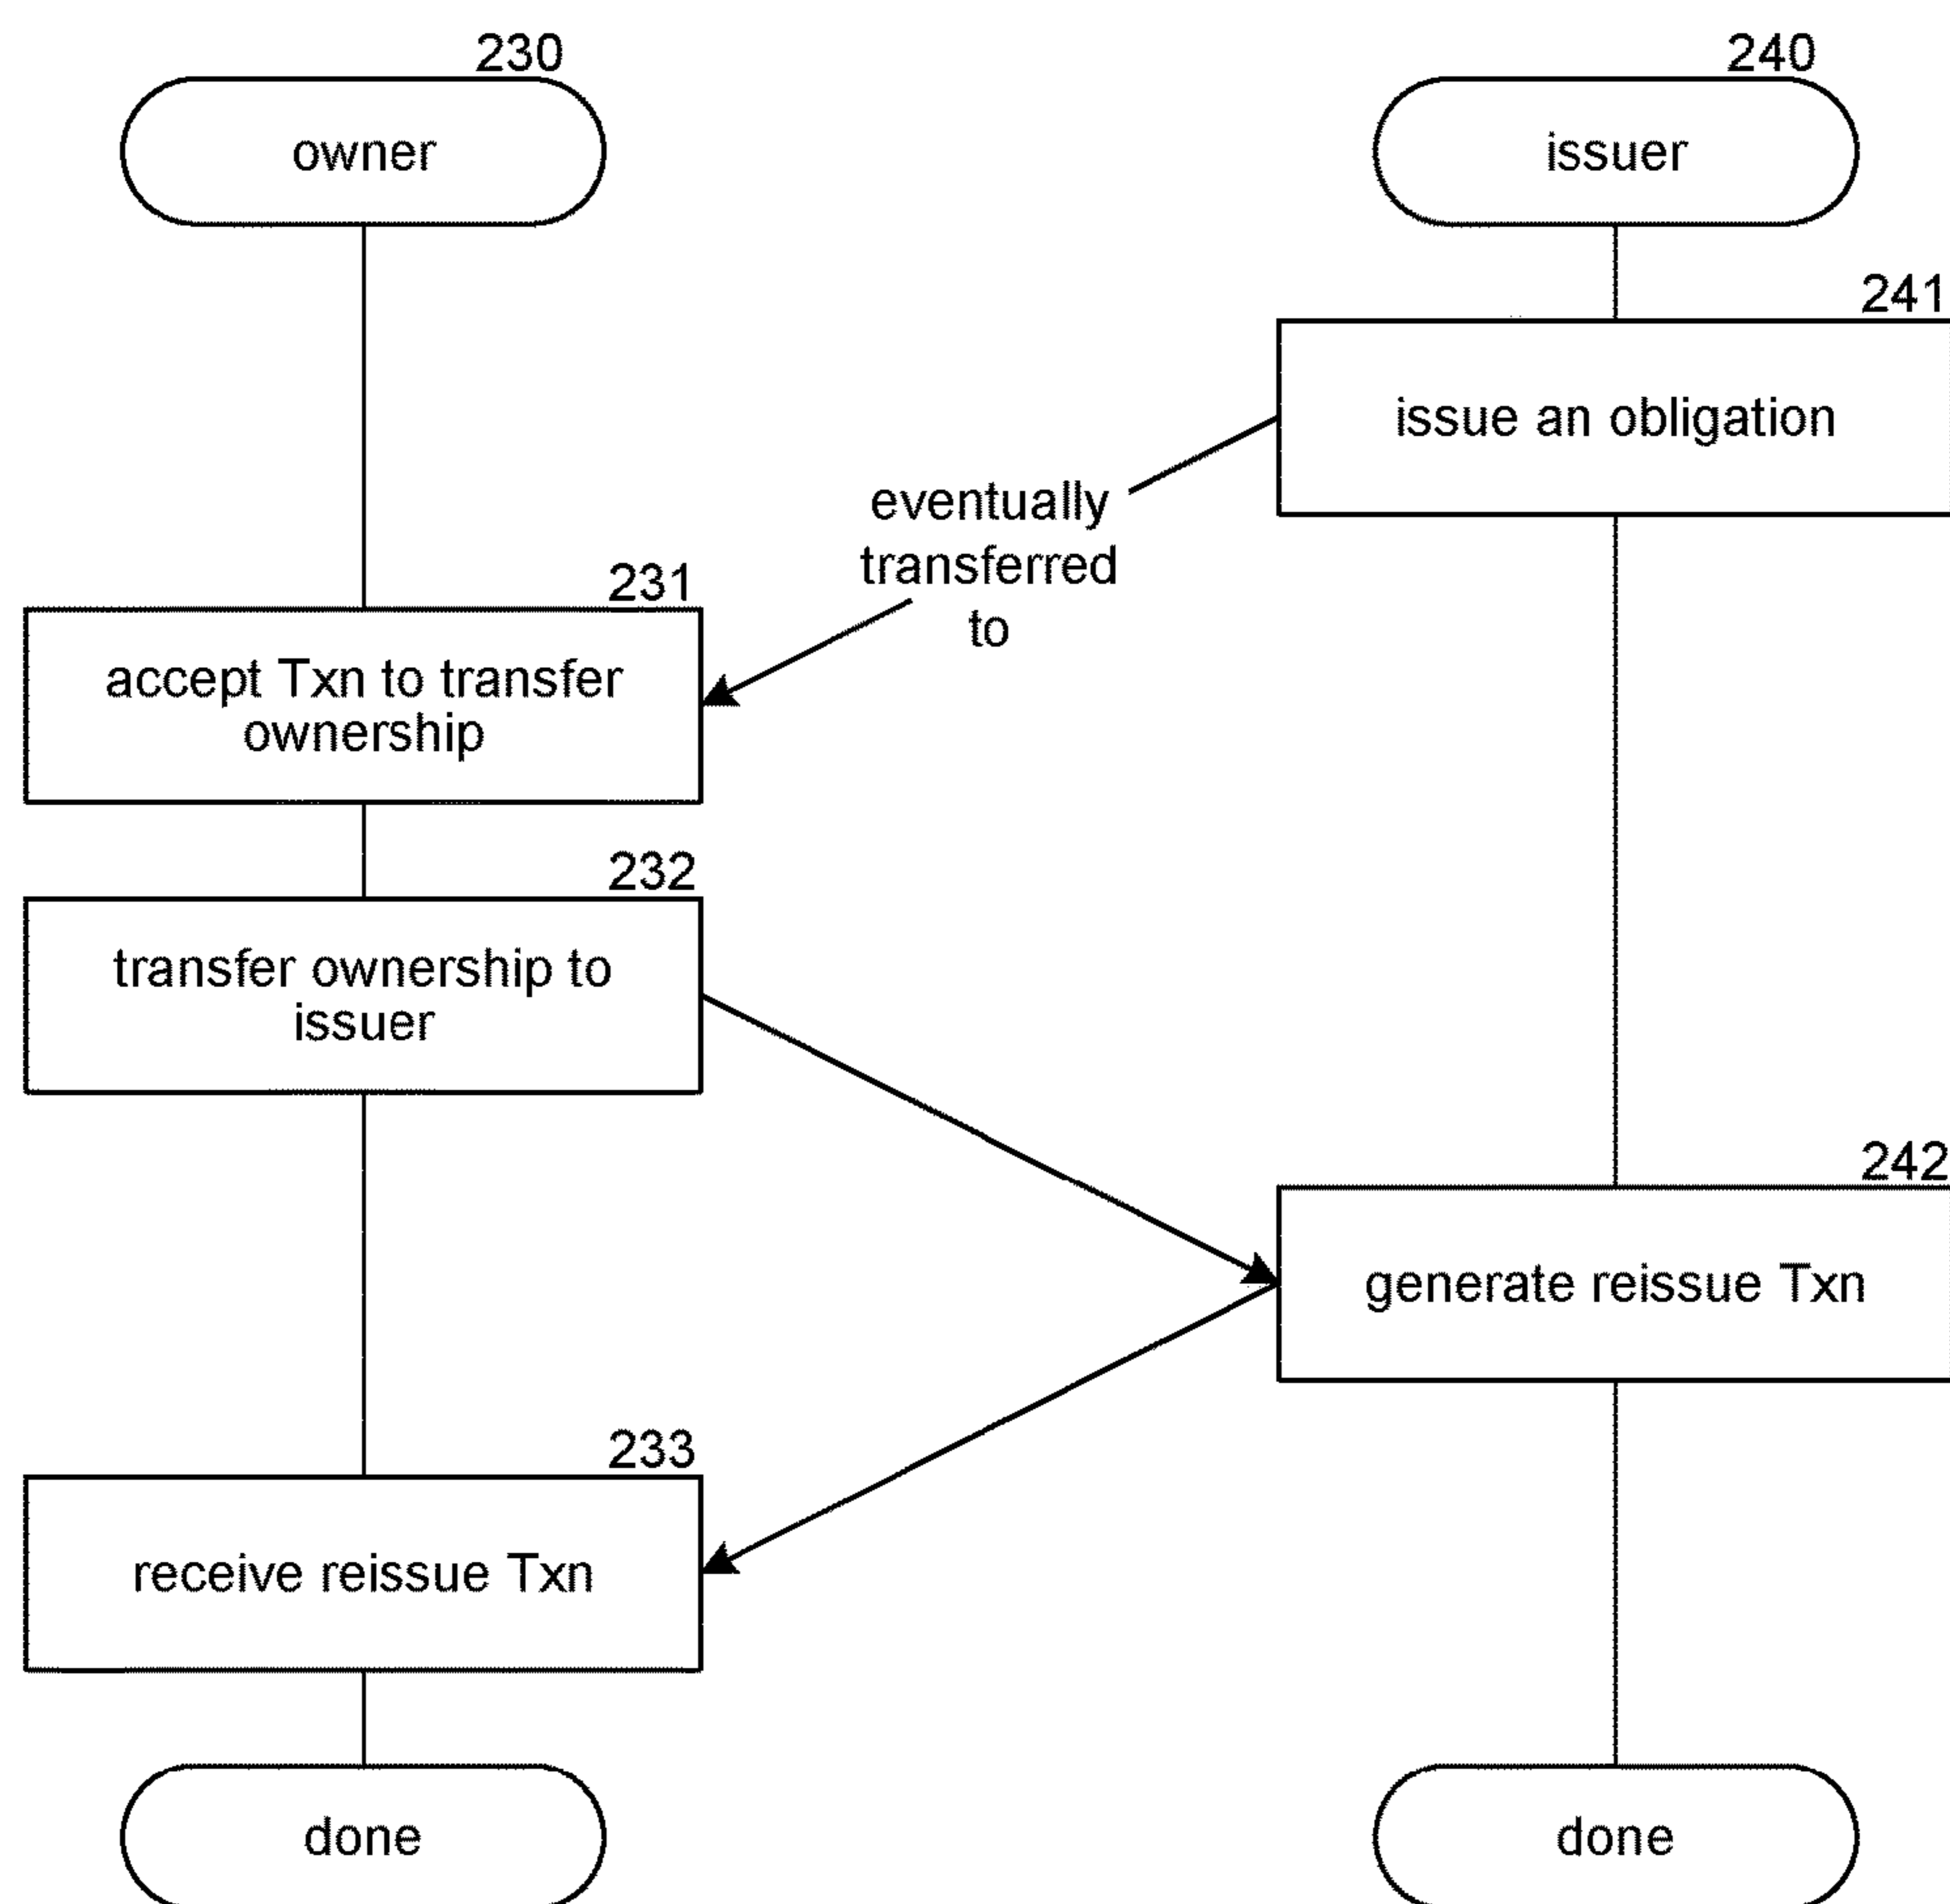 230
owner
240
issuer
241
issue an obligation
eventually
transferred
to
231
accept Txn to transfer
ownership
232
transfer ownership to
issuer
242
generate reissue Txn
233
receive reissue Txn
done
done